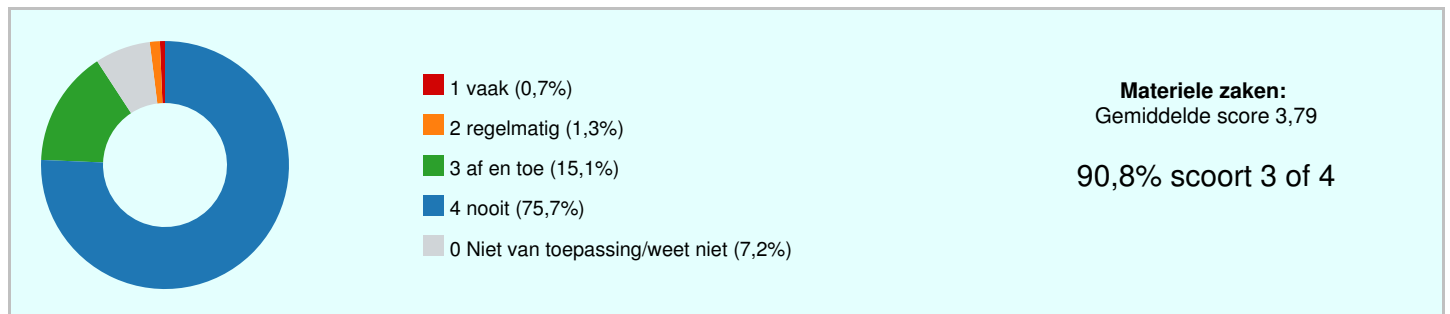 1 vaak (0,7%)
2 regelmatig (1,3%)
3 af en toe (15,1%)
4 nooit (75,7%)
0 Niet van toepassing/weet niet (7,2%)
Materiele zaken:
Gemiddelde score 3,79
90,8% scoort 3 of 4